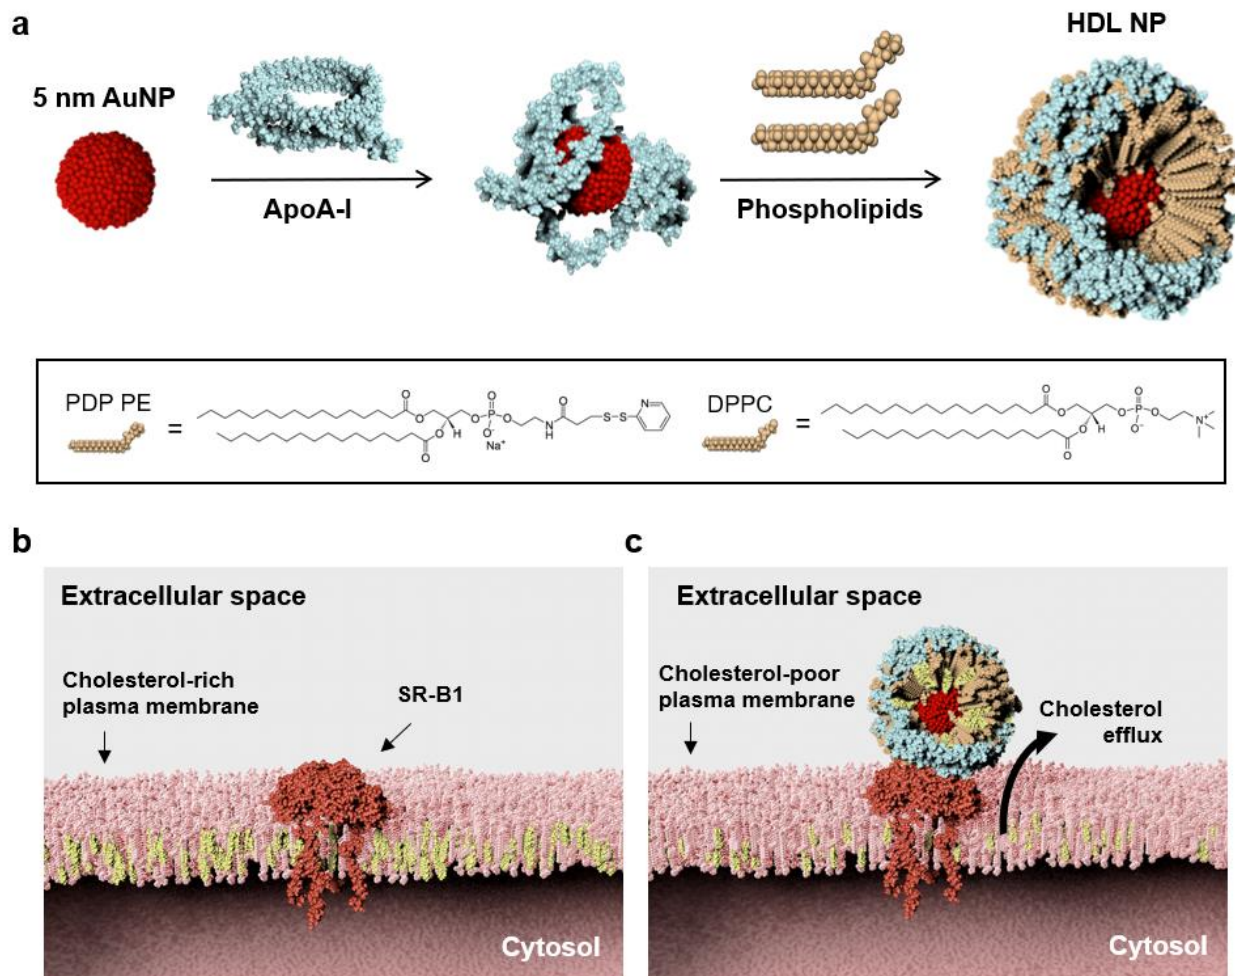 a
HDL NP
5 nm AuNP
ApoA-I
Phospholipids
PDP PE
=
O
O
O
O
P
O
O⁻
Na⁺
H
O
O
N
H
O
S
S
N
DPPC
=
O
O
O
O
P
O
O⁻
H
O
O
N⁺
b
Extracellular space
Cholesterol-rich
plasma membrane
SR-B1
Cytosol
c
Extracellular space
Cholesterol-poor
plasma membrane
Cholesterol
efflux
Cytosol